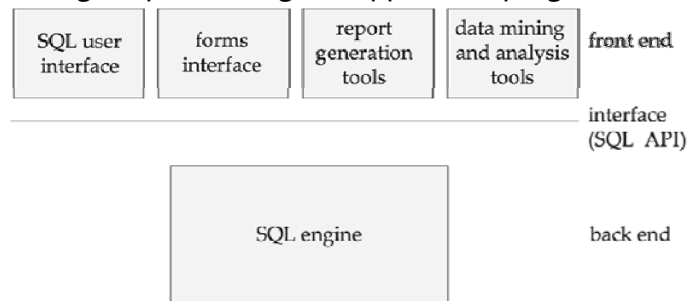 SQL user
interface
forms
interface
report
generation
tools
data mining
and analysis
tools
front end
interface
(SQL API)
SQL engine
back end